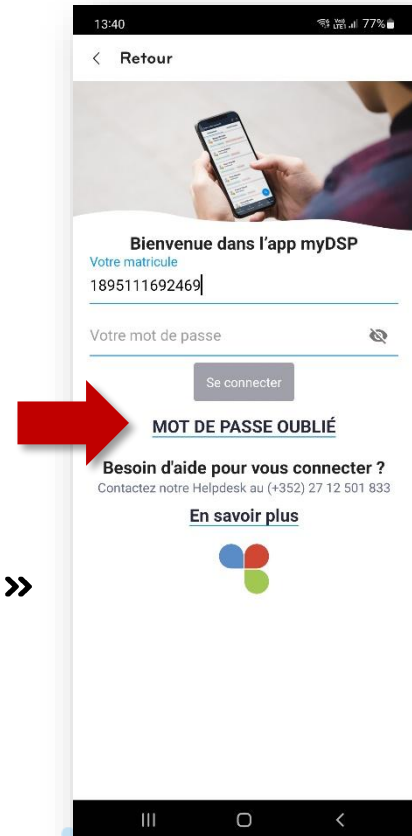 13:40 Vo)) LTE1 77%
< Retour
Bienvenue dans l'app myDSP
Votre matricule
1895111692469
Votre mot de passe
Se connecter
MOT DE PASSE OUBLIÉ
Besoin d'aide pour vous connecter ?
Contactez notre Helpdesk au (+352) 27 12 501 833
En savoir plus
»